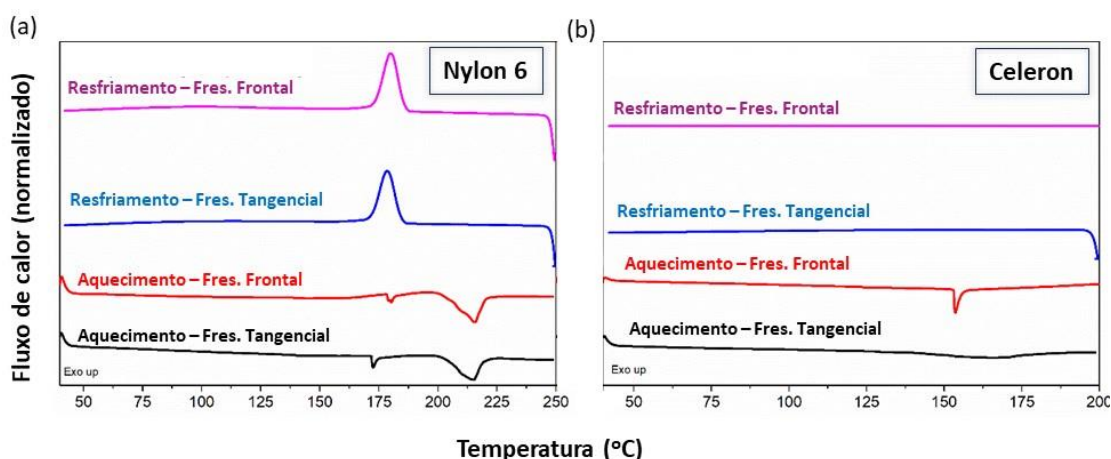 (a)
Nylon 6
Resfriamento – Fres. Frontal
Resfriamento – Fres. Tangencial
Aquecimento – Fres. Frontal
Aquecimento – Fres. Tangencial
Exo up
50 75 100 125 150 175 200 225 250
(b)
Celeron
Resfriamento – Fres. Frontal
Resfriamento – Fres. Tangencial
Aquecimento – Fres. Frontal
Aquecimento – Fres. Tangencial
Exo up
50 75 100 125 150 175 200
Fluxo de calor (normalizado)
Temperatura (ºC)